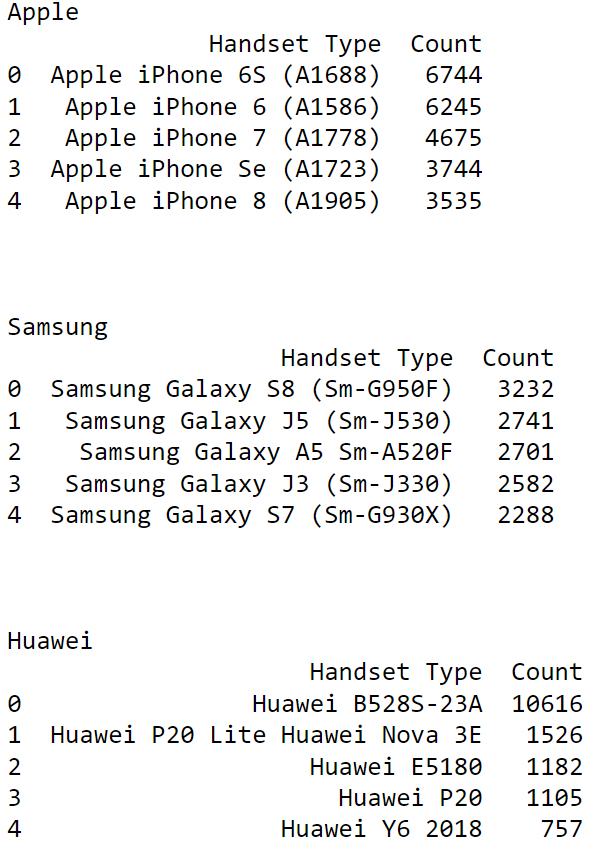 Apple
Handset Type Count
0 Apple iPhone 6S (A1688) 6744
1 Apple iPhone 6 (A1586) 6245
2 Apple iPhone 7 (A1778) 4675
3 Apple iPhone Se (A1723) 3744
4 Apple iPhone 8 (A1905) 3535
Samsung
Handset Type Count
0 Samsung Galaxy S8 (Sm-G950F) 3232
1 Samsung Galaxy J5 (Sm-J530) 2741
2 Samsung Galaxy A5 Sm-A520F 2701
3 Samsung Galaxy J3 (Sm-J330) 2582
4 Samsung Galaxy S7 (Sm-G930X) 2288
Huawei
Handset Type Count
0 Huawei B528S-23A 10616
1 Huawei P20 Lite Huawei Nova 3E 1526
2 Huawei E5180 1182
3 Huawei P20 1105
4 Huawei Y6 2018 757